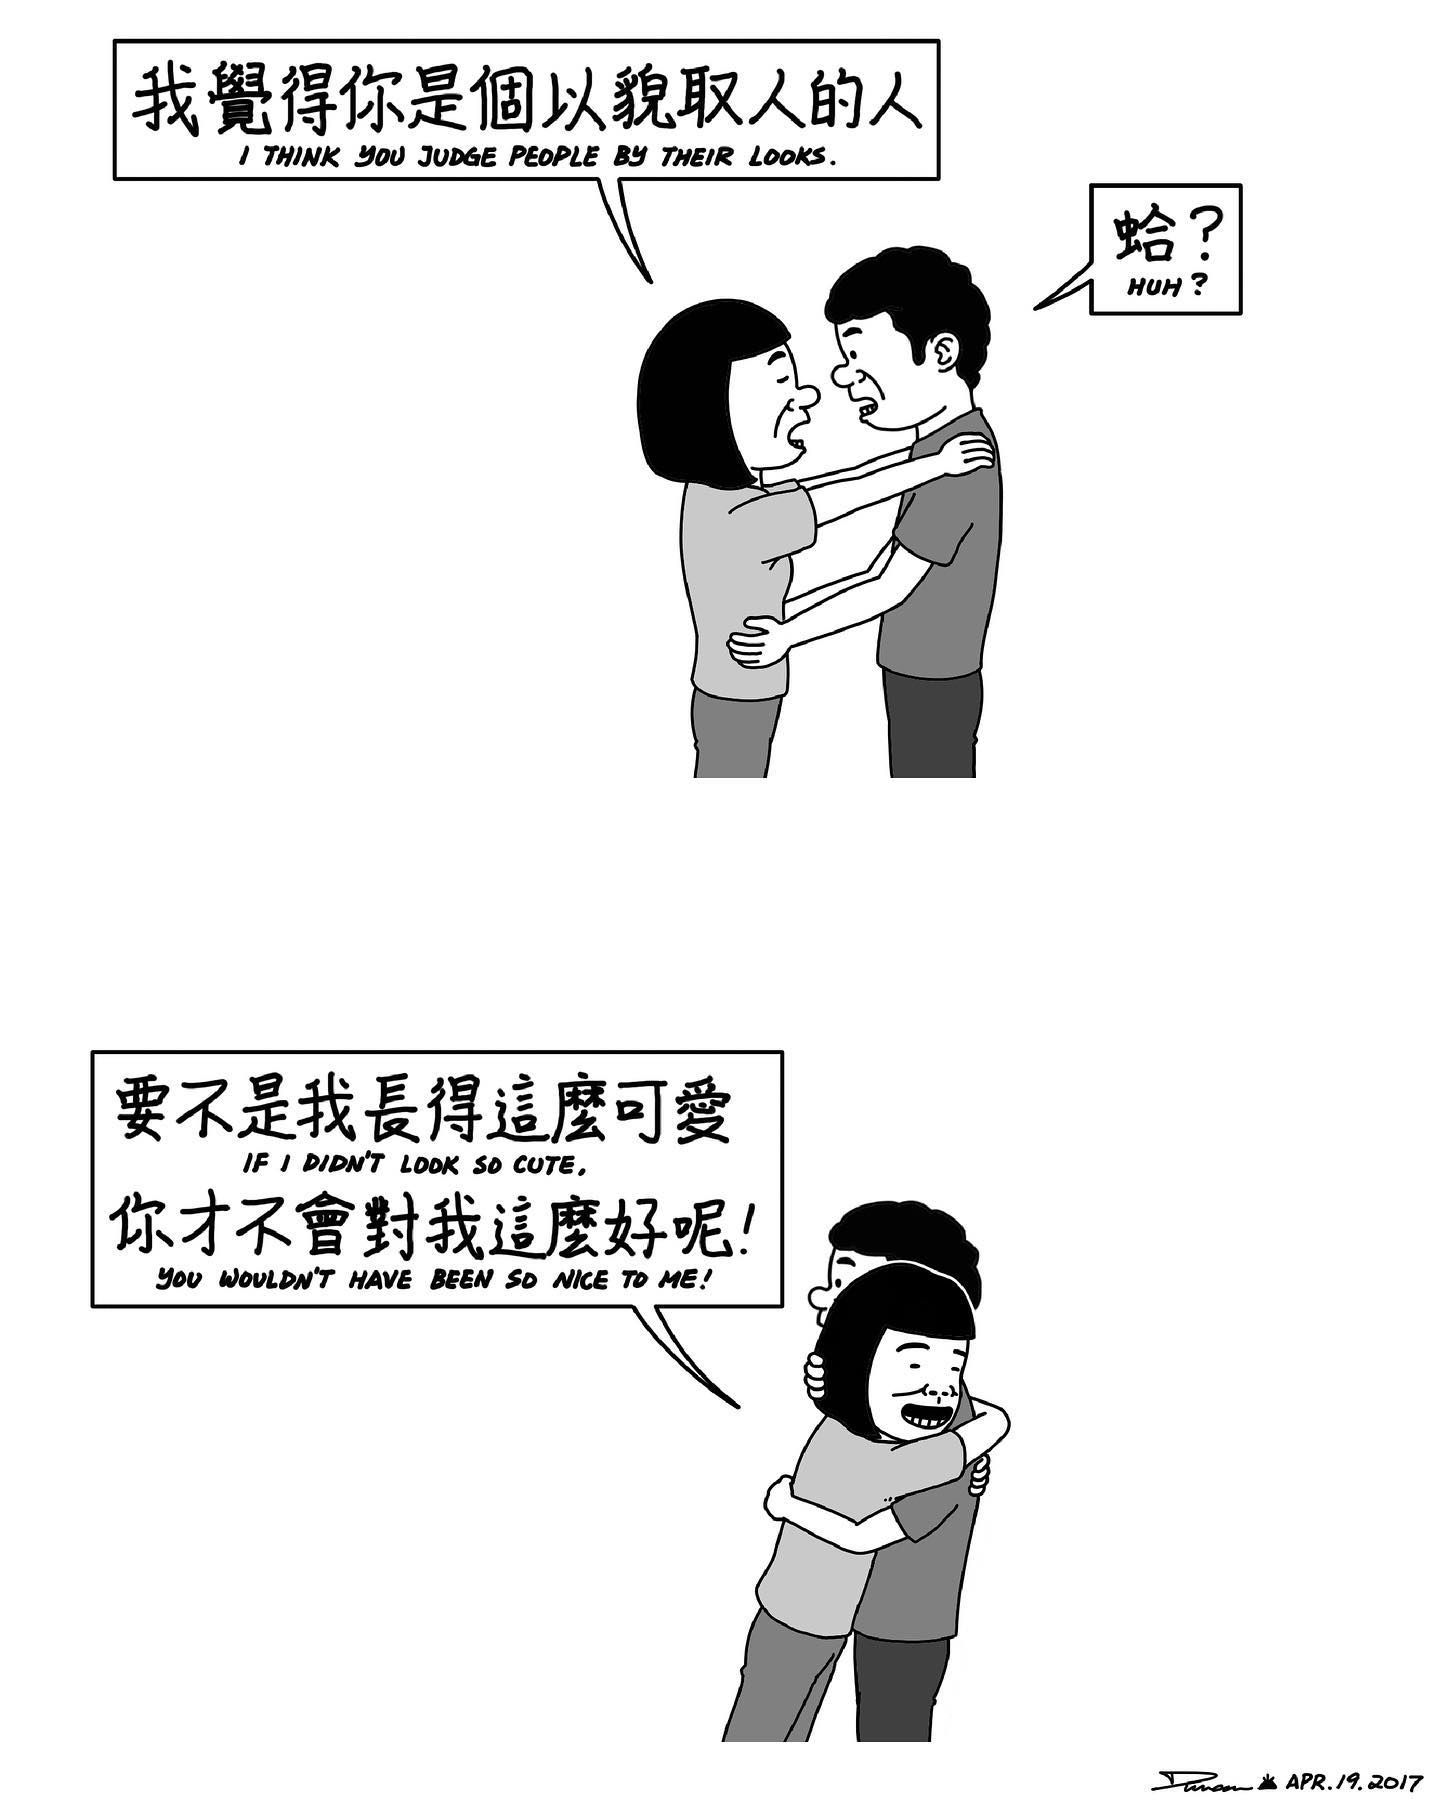 我覺得你是個以貌取人的人
I THINK YOU JUDGE PEOPLE BY THEIR LOOKS.
蛤？
HUH?
要不是我長得這麼可愛
IF I DIDN'T LOOK SO CUTE,
你才不會對我這麼好呢!
YOU WOULDN'T HAVE BEEN SO NICE TO ME!
Duncan APR.19.2017